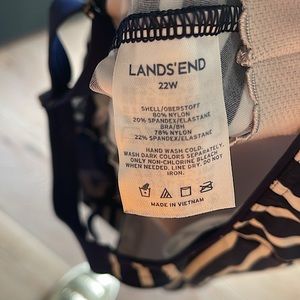 LANDS'END
22W
SHELL/OBERSTOFF
80% NYLON
20% SPANDEX/ELASTANE
BRA/BH
78% NYLON
22% SPANDEX/ELASTANE
HAND WASH COLD.
WASH DARK COLORS SEPARATELY.
ONLY NON-CHLORINE BLEACH
WHEN NEEDED. LINE DRY. DO NOT
IRON.
MADE IN VIETNAM